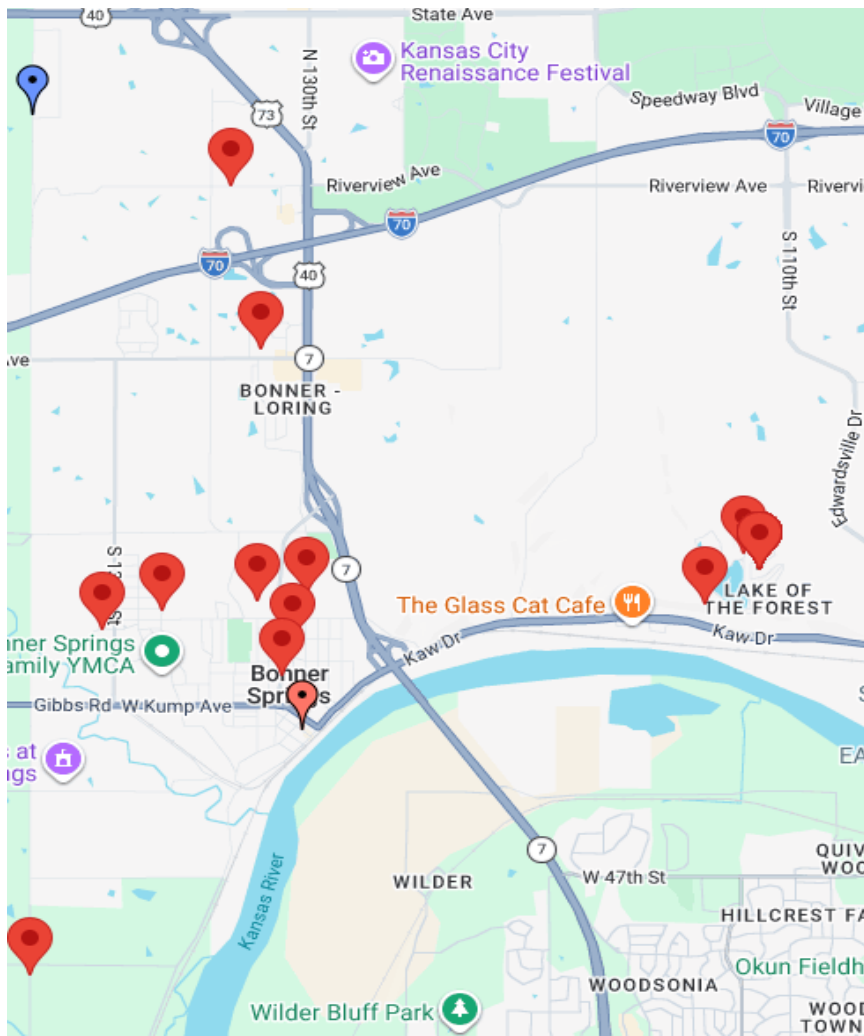 40
State Ave
Kansas City
Renaissance Festival
N 130th St
Speedway Blvd
Village
73
70
Riverview Ave
Riverview Ave
Rivervi
70
70
40
S 110th St
ve
7
BONNER -
LORING
Edwardsville Dr
7
LAKE OF
THE FOREST
The Glass Cat Cafe
Kaw Dr
Kaw Dr
nner Springs
amily YMCA
Bonner
Springs
Gibbs Rd
W Kump Ave
s at
ngs
EA
7
QUIV
WOO
W 47th St
WILDER
Kansas River
HILLCREST FA
Okun Fieldh
WOODSONIA
Wilder Bluff Park
WOOD
TOWN